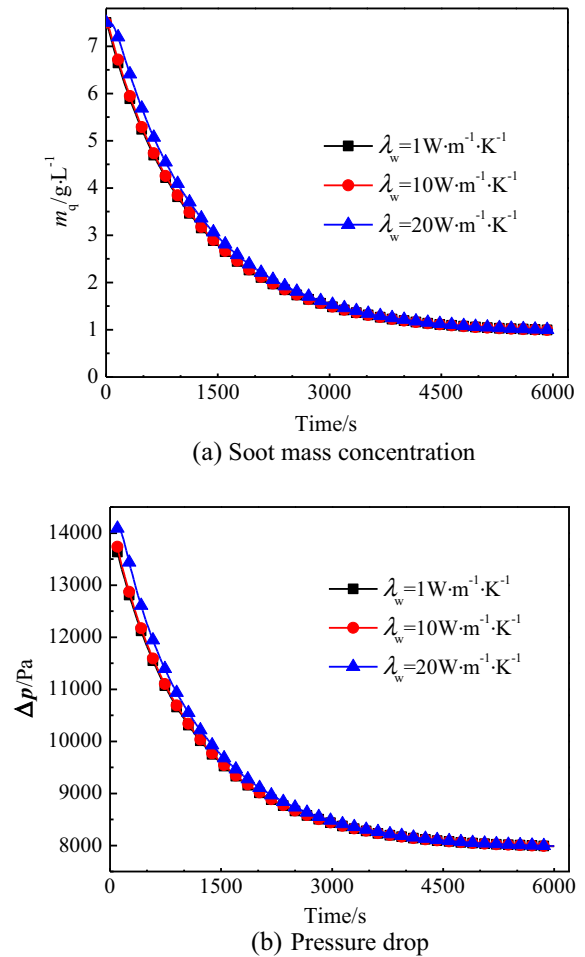 7
6
5
4
3
2
1
0
m_q/g·L⁻¹
λ_w=1W·m⁻¹·K⁻¹
λ_w=10W·m⁻¹·K⁻¹
λ_w=20W·m⁻¹·K⁻¹
0 1500 3000 4500 6000
Time/s
(a) Soot mass concentration
14000
13000
12000
11000
10000
9000
8000
Δp/Pa
λ_w=1W·m⁻¹·K⁻¹
λ_w=10W·m⁻¹·K⁻¹
λ_w=20W·m⁻¹·K⁻¹
0 1500 3000 4500 6000
Time/s
(b) Pressure drop